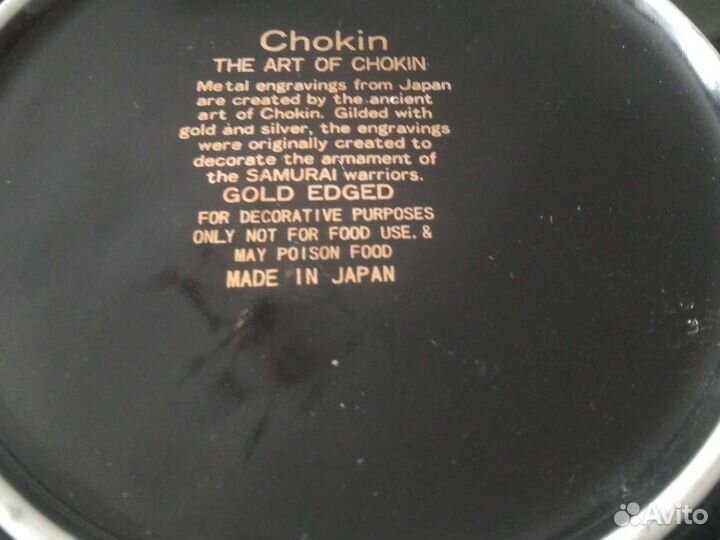 Chokin
THE ART OF CHOKIN
Metal engravings from Japan
are created by the ancient
art of Chokin. Gilded with
gold and silver, the engravings
were originally created to
decorate the armament of
the SAMURAI warriors.
GOLD EDGED
FOR DECORATIVE PURPOSES
ONLY NOT FOR FOOD USE. &
MAY POISON FOOD
MADE IN JAPAN
Avito